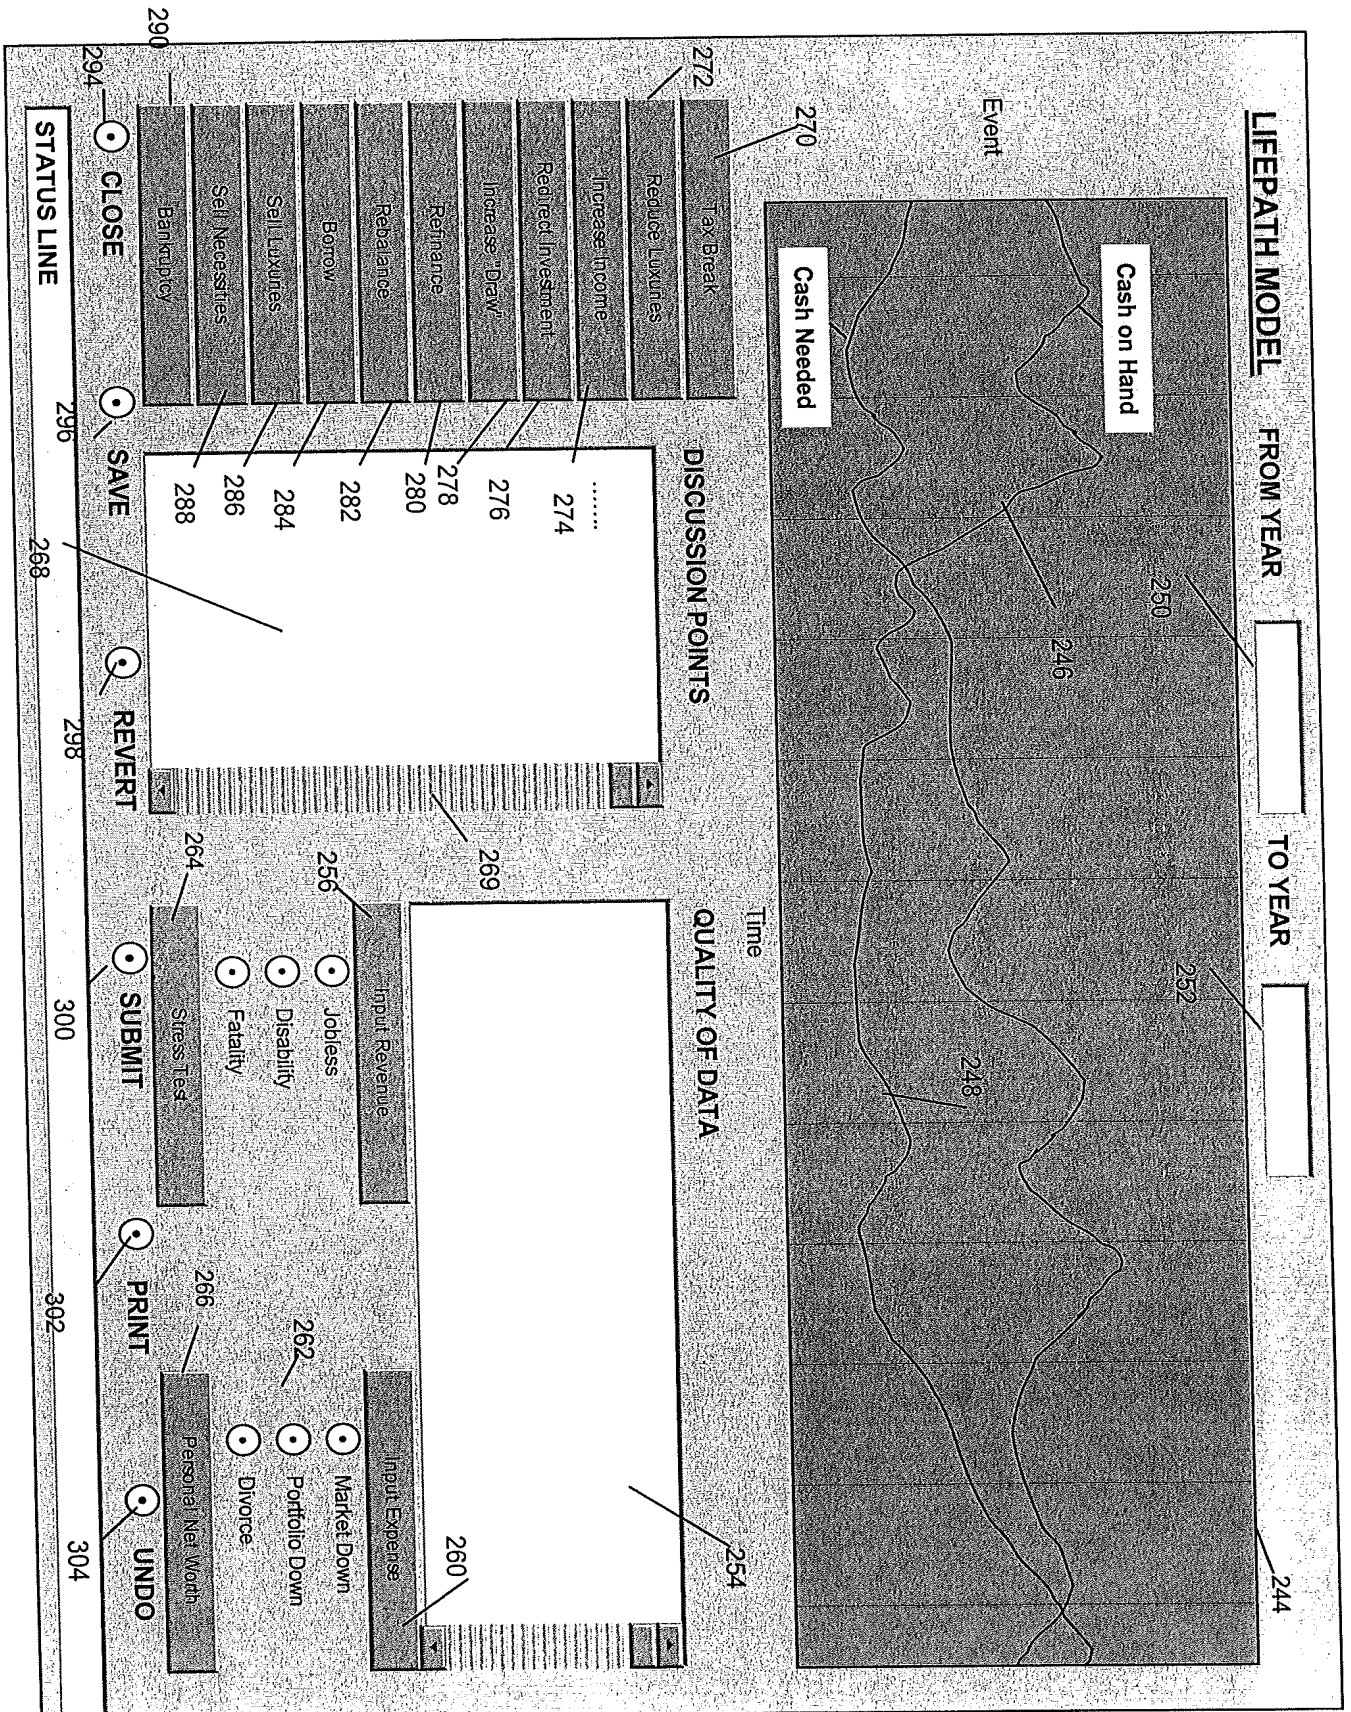 LIFEPATH MODEL FROM YEAR TO YEAR
250
252
244
Event
Cash on Hand
246
248
Cash Needed
Time
270
272
Tax Break
Reduce Luxuries
Increase Income
Redirect Investment
Increase "Draw"
Refinance
Rebalance
Borrow
Sell Luxuries
Sell Necessities
Bankruptcy
290
DISCUSSION POINTS
.......
274
276
278
280
282
284
286
288
269
268
QUALITY OF DATA
254
260
256
Input Revenue
Input Expense
Jobless
Disability
Fatality
262
Market Down
Portfolio Down
Divorce
264
266
Stress Test
Personal Net Worth
294
CLOSE SAVE REVERT SUBMIT PRINT UNDO
296
298
300
302
304
STATUS LINE